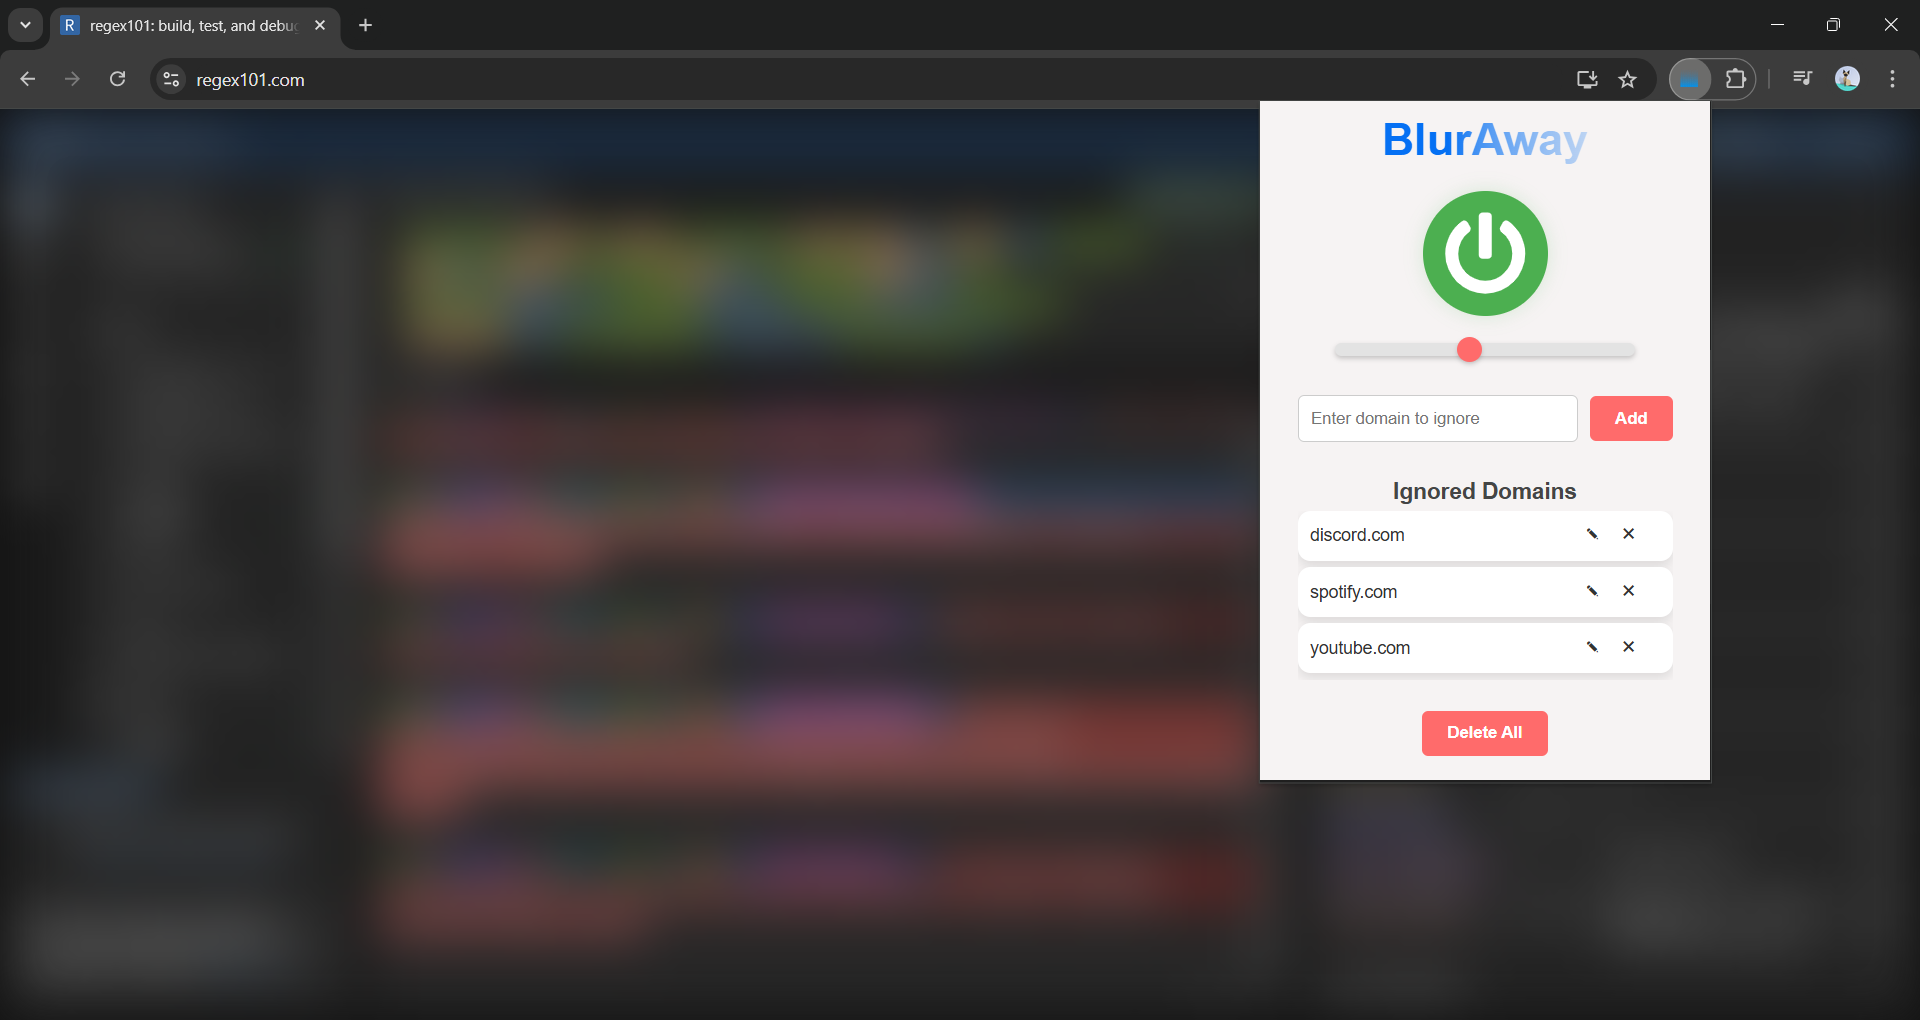 regex101: build, test, and debug
regex101.com
BlurAway
Enter domain to ignore
Add
Ignored Domains
discord.com
spotify.com
youtube.com
Delete All